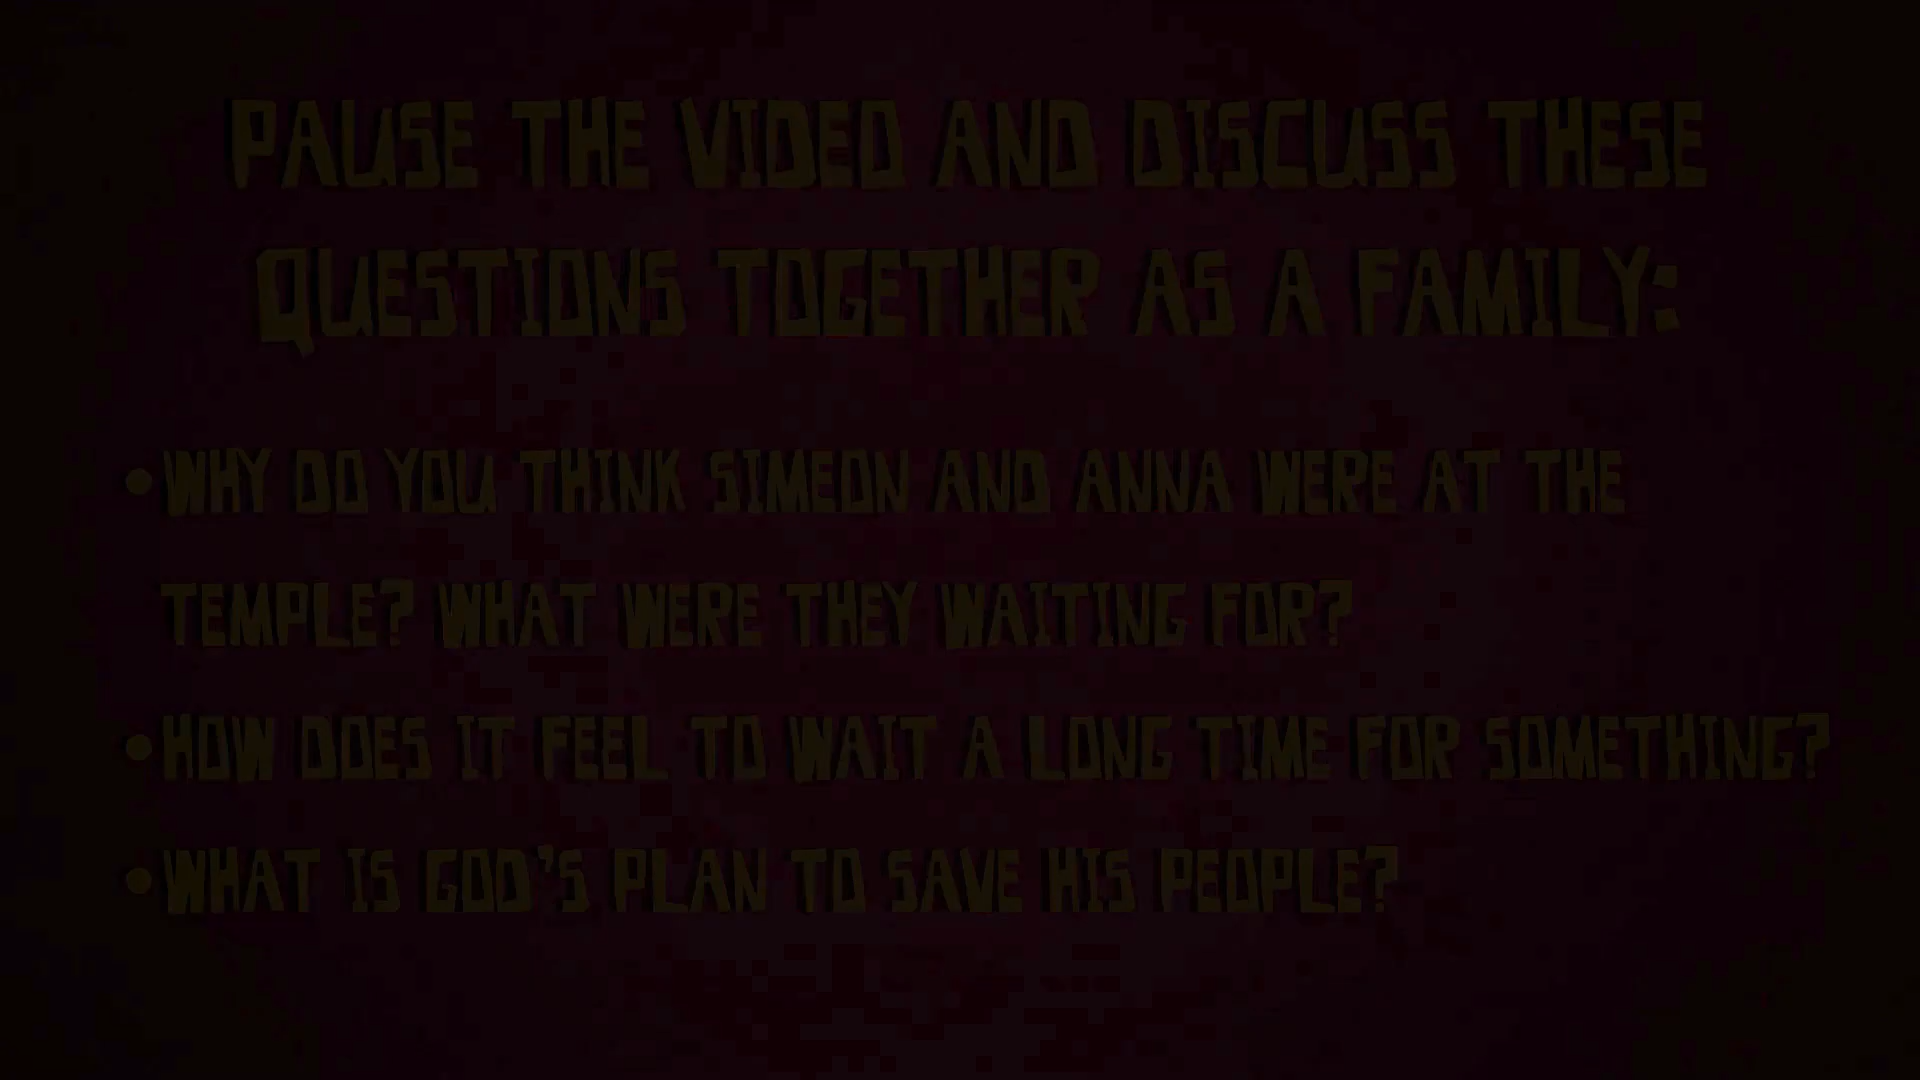 PAUSE THE VIDEO AND DISCUSS THESE
QUESTIONS TOGETHER AS A FAMILY:
•WHY DO YOU THINK SIMEON AND ANNA WERE AT THE
TEMPLE? WHAT WERE THEY WAITING FOR?
•HOW DOES IT FEEL TO WAIT A LONG TIME FOR SOMETHING?
•WHAT IS GOD'S PLAN TO SAVE HIS PEOPLE?